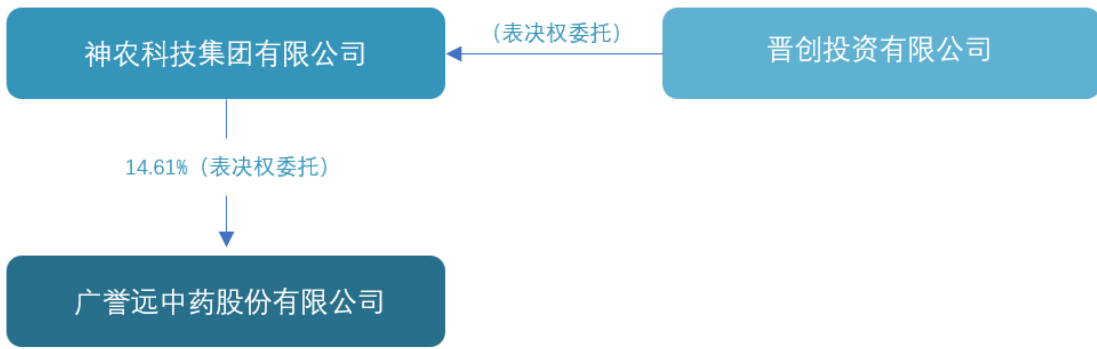 神农科技集团有限公司
（表决权委托）
晋创投资有限公司
14.61%（表决权委托）
广誉远中药股份有限公司